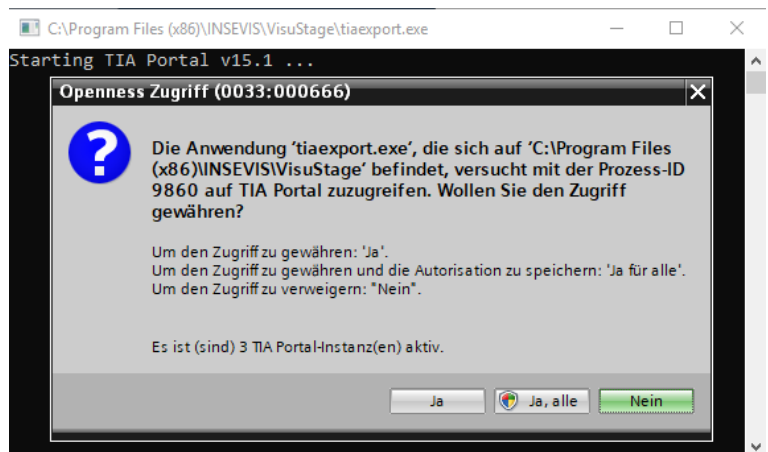 C:\Program Files (x86)\INSEVIS\VisuStage\tiaexport.exe
Starting TIA Portal v15.1 ...
Openness Zugriff (0033:000666)
Die Anwendung 'tiaexport.exe', die sich auf 'C:\Program Files
(x86)\INSEVIS\VisuStage' befindet, versucht mit der Prozess-ID
9860 auf TIA Portal zuzugreifen. Wollen Sie den Zugriff
gewähren?
Um den Zugriff zu gewähren: 'Ja'.
Um den Zugriff zu gewähren und die Autorisation zu speichern: 'Ja für alle'.
Um den Zugriff zu verweigern: "Nein".
Es ist (sind) 3 TIA Portal-Instanz(en) aktiv.
Ja
Ja, alle
Nein